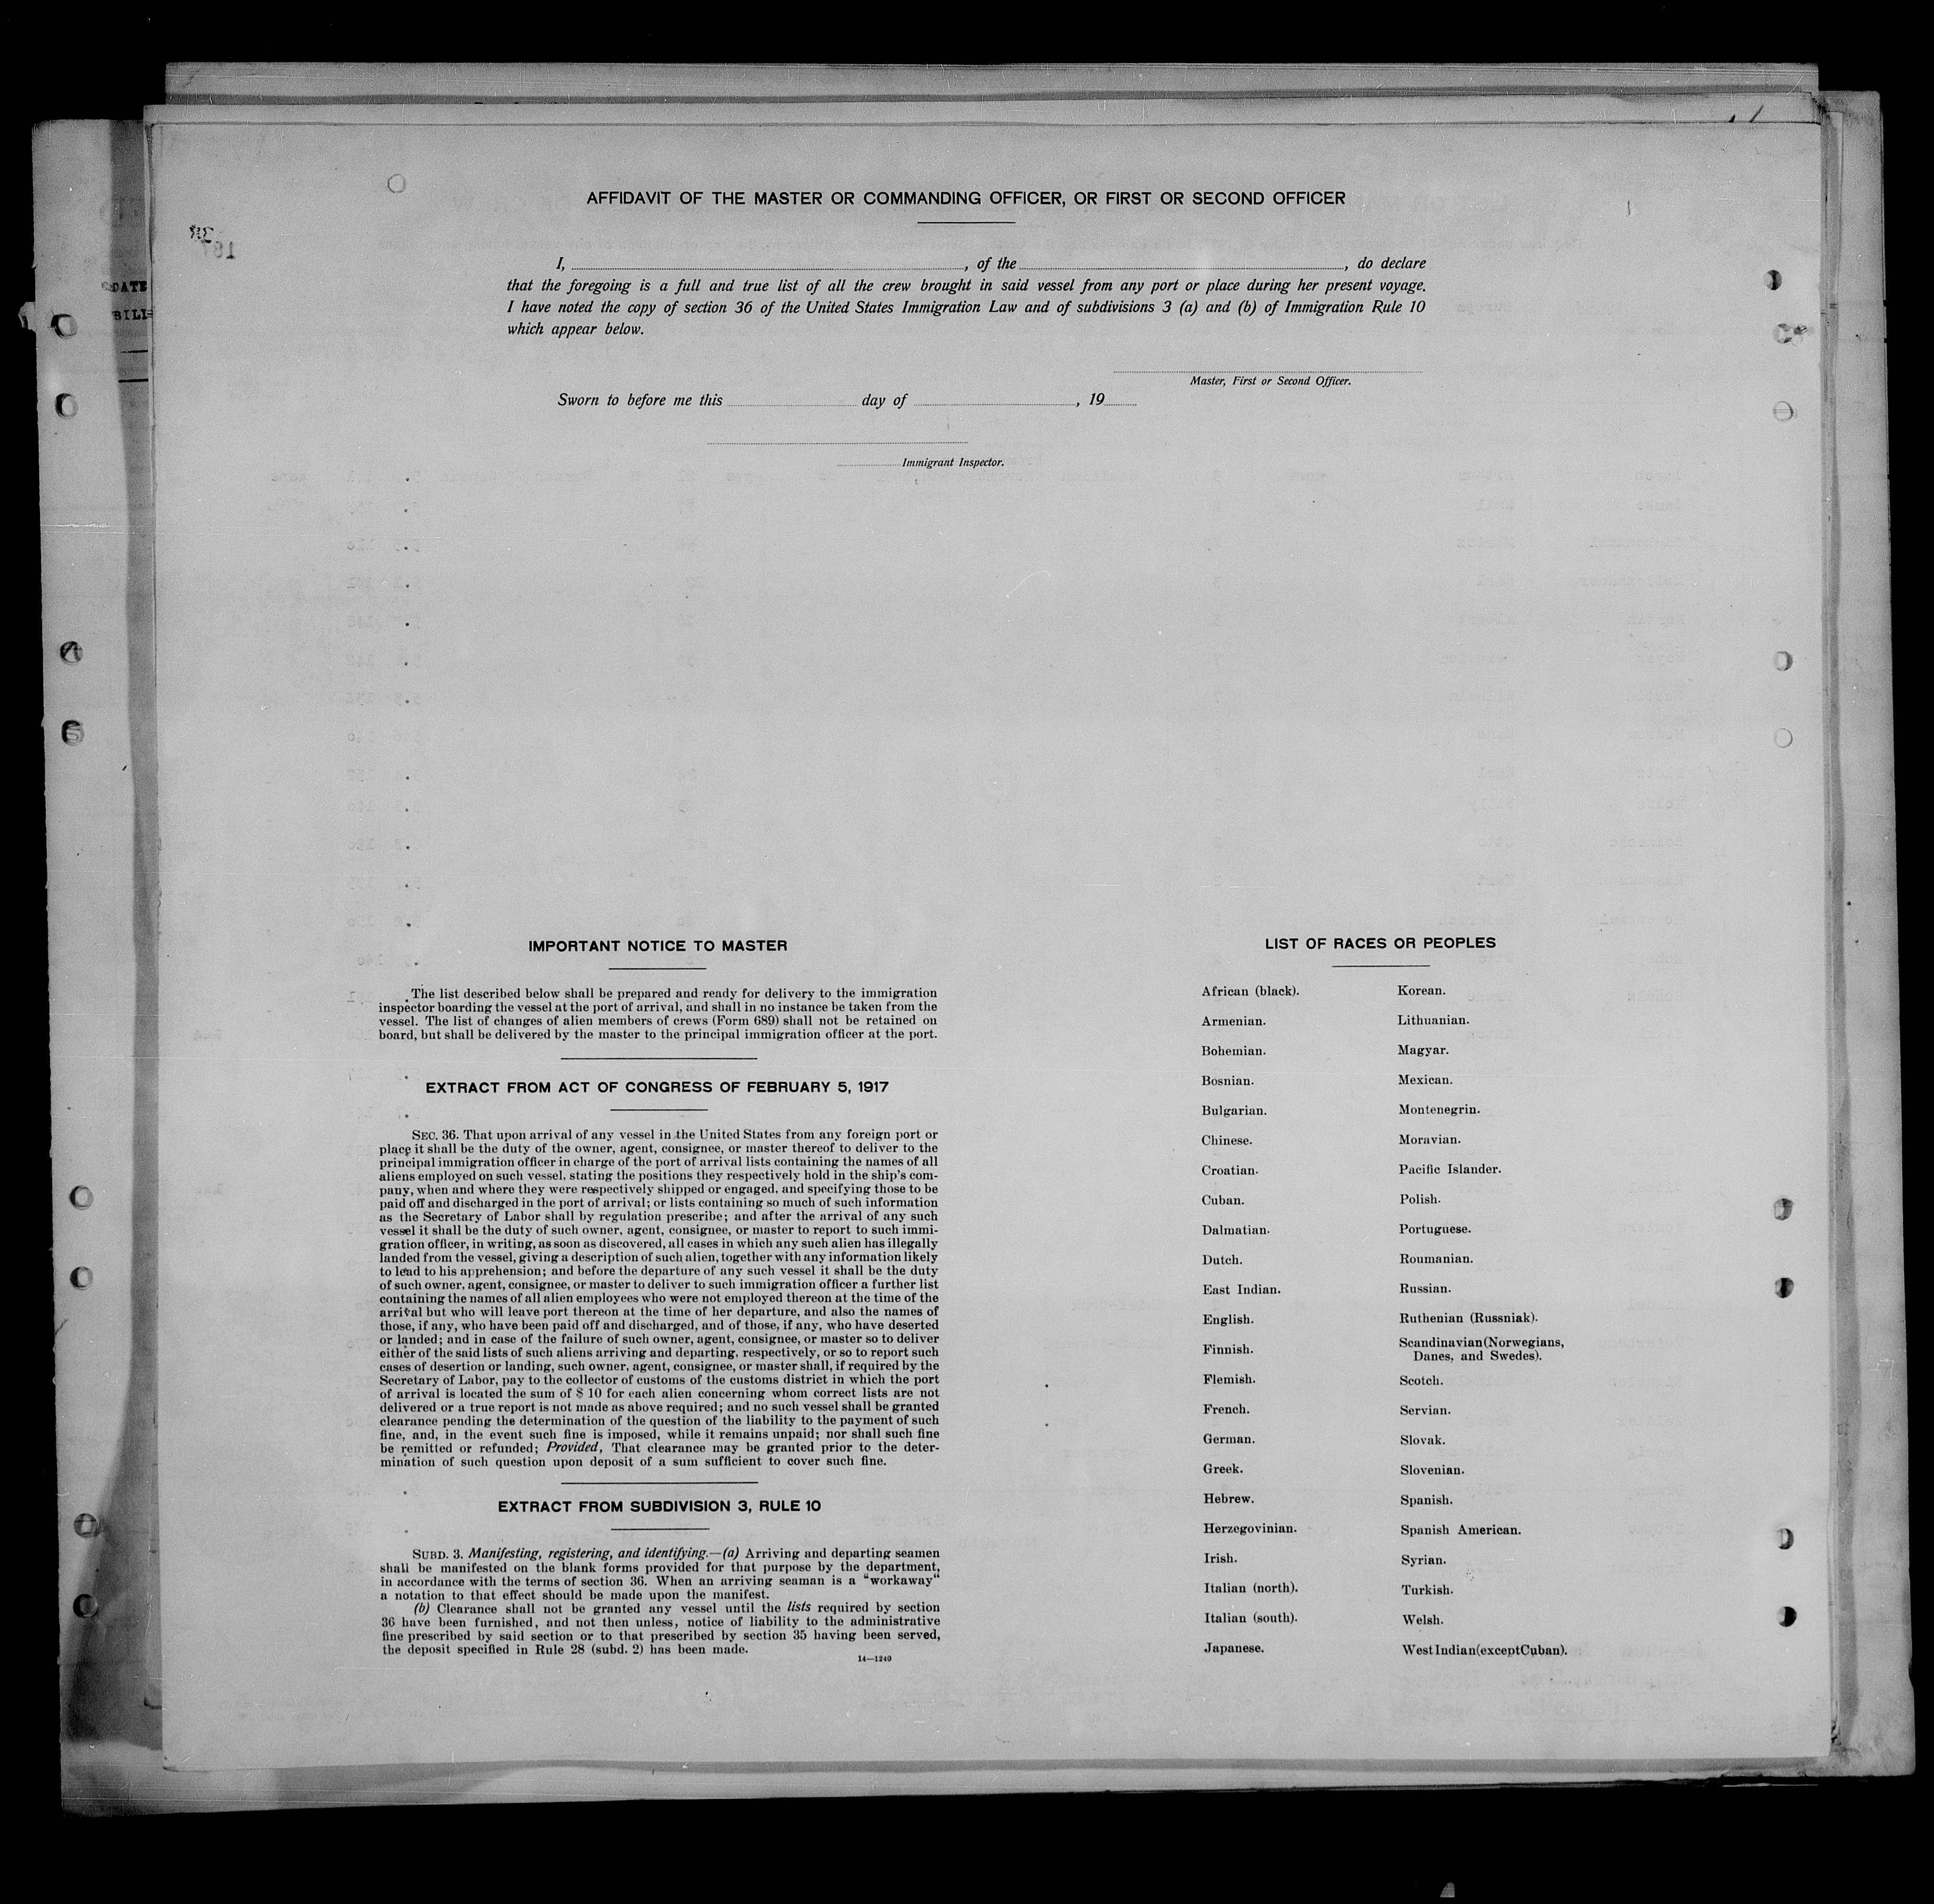 AFFIDAVIT OF THE MASTER OR COMMANDING OFFICER, OR FIRST OR SECOND OFFICER
187
DATE
BILL
I, , of the , do declare
that the foregoing is a full and true list of all the crew brought in said vessel from any port or place during her present voyage.
I have noted the copy of section 36 of the United States Immigration Law and of subdivisions 3 (a) and (b) of Immigration Rule 10
which appear below.
Master, First or Second Officer.
Sworn to before me this day of , 19
Immigrant Inspector.
IMPORTANT NOTICE TO MASTER
The list described below shall be prepared and ready for delivery to the immigration
inspector boarding the vessel at the port of arrival, and shall in no instance be taken from the
vessel. The list of changes of alien members of crews (Form 689) shall not be retained on
board, but shall be delivered by the master to the principal immigration officer at the port.
EXTRACT FROM ACT OF CONGRESS OF FEBRUARY 5, 1917
SEC. 36. That upon arrival of any vessel in the United States from any foreign port or
place it shall be the duty of the owner, agent, consignee, or master thereof to deliver to the
principal immigration officer in charge of the port of arrival lists containing the names of all
aliens employed on such vessel, stating the positions they respectively hold in the ship's com-
pany, when and where they were respectively shipped or engaged, and specifying those to be
paid off and discharged in the port of arrival; or lists containing so much of such information
as the Secretary of Labor shall by regulation prescribe; and after the arrival of any such
vessel it shall be the duty of such owner, agent, consignee, or master to report to such immi-
gration officer, in writing, as soon as discovered, all cases in which any such alien has illegally
landed from the vessel, giving a description of such alien, together with any information likely
to lead to his apprehension; and before the departure of any such vessel it shall be the duty
of such owner, agent, consignee, or master to deliver to such immigration officer a further list
containing the names of all alien employees who were not employed thereon at the time of the
arrival but who will leave port thereon at the time of her departure, and also the names of
those, if any, who have been paid off and discharged, and of those, if any, who have deserted
or landed; and in case of the failure of such owner, agent, consignee, or master so to deliver
either of the said lists of such aliens arriving and departing, respectively, or so to report such
cases of desertion or landing, such owner, agent, consignee, or master shall, if required by the
Secretary of Labor, pay to the collector of customs of the customs district in which the port
of arrival is located the sum of $ 10 for each alien concerning whom correct lists are not
delivered or a true report is not made as above required; and no such vessel shall be granted
clearance pending the determination of the question of the liability to the payment of such
fine, and, in the event such fine is imposed, while it remains unpaid; nor shall such fine
be remitted or refunded; Provided, That clearance may be granted prior to the deter-
mination of such question upon deposit of a sum sufficient to cover such fine.
EXTRACT FROM SUBDIVISION 3, RULE 10
SUBD. 3. Manifesting, registering, and identifying.—(a) Arriving and departing seamen
shall be manifested on the blank forms provided for that purpose by the department,
in accordance with the terms of section 36. When an arriving seaman is a "workaway"
a notation to that effect should be made upon the manifest.
(b) Clearance shall not be granted any vessel until the lists required by section
36 have been furnished, and not then unless, notice of liability to the administrative
fine prescribed by said section or to that prescribed by section 35 having been served,
the deposit specified in Rule 28 (subd. 2) has been made.
14—1240
LIST OF RACES OR PEOPLES
African (black).
Armenian.
Bohemian.
Bosnian.
Bulgarian.
Chinese.
Croatian.
Cuban.
Dalmatian.
Dutch.
East Indian.
English.
Finnish.
Flemish.
French.
German.
Greek.
Hebrew.
Herzegovinian.
Irish.
Italian (north).
Italian (south).
Japanese.
Korean.
Lithuanian.
Magyar.
Mexican.
Montenegrin.
Moravian.
Pacific Islander.
Polish.
Portuguese.
Roumanian.
Russian.
Ruthenian (Russniak).
Scandinavian (Norwegians,
Danes, and Swedes).
Scotch.
Servian.
Slovak.
Slovenian.
Spanish.
Spanish American.
Syrian.
Turkish.
Welsh.
West Indian (except Cuban).